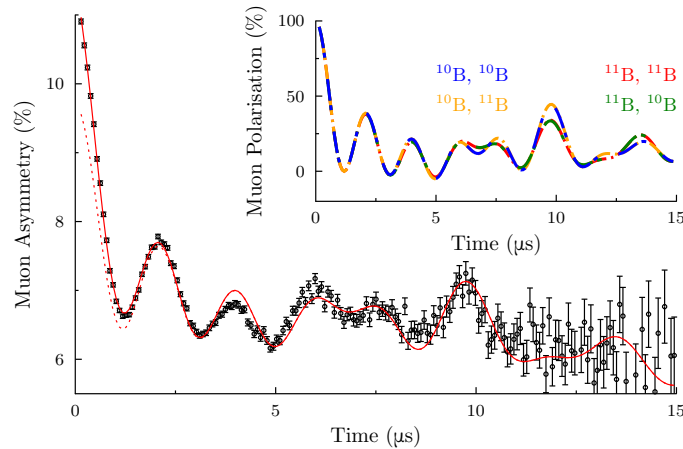 100
50
0
Muon Polarisation (%)
¹⁰B, ¹⁰B
¹¹B, ¹¹B
¹⁰B, ¹¹B
¹¹B, ¹⁰B
0
5
10
15
Time (μs)
10
8
6
Muon Asymmetry (%)
0
5
10
15
Time (μs)